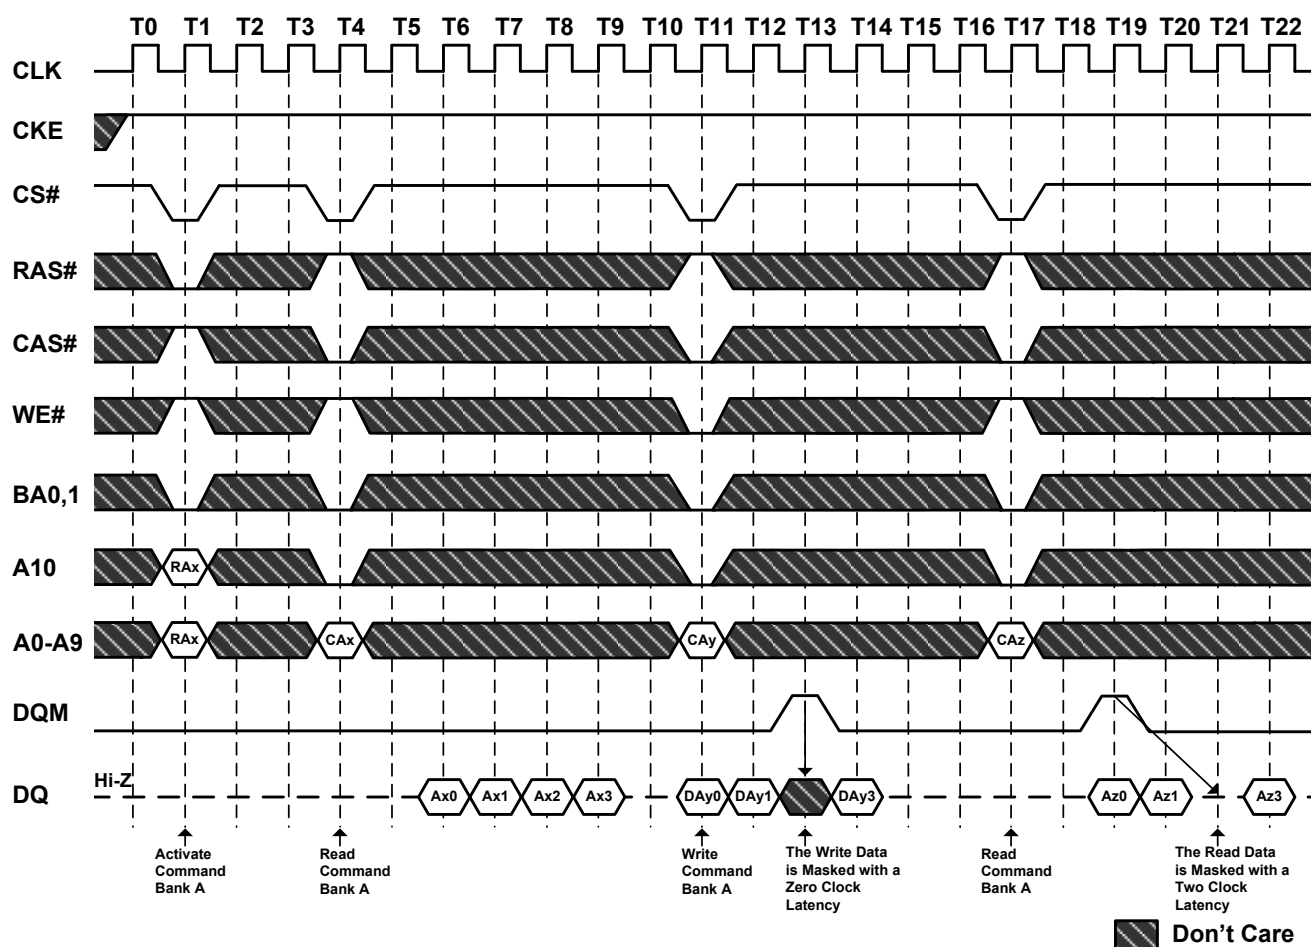 T0 T1 T2 T3 T4 T5 T6 T7 T8 T9 T10 T11 T12 T13 T14 T15 T16 T17 T18 T19 T20 T21 T22
CLK
CKE
CS#
RAS#
CAS#
WE#
BA0,1
A10 RAx
A0-A9 RAx CAx CAy CAz
DQM
Hi-Z
DQ Ax0 Ax1 Ax2 Ax3 DAy0 DAy1 DAy3 Az0 Az1 Az3
Activate
Command
Bank A
Read
Command
Bank A
Write
Command
Bank A
The Write Data
is Masked with a
Zero Clock
Latency
Read
Command
Bank A
The Read Data
is Masked with a
Two Clock
Latency
Don't Care